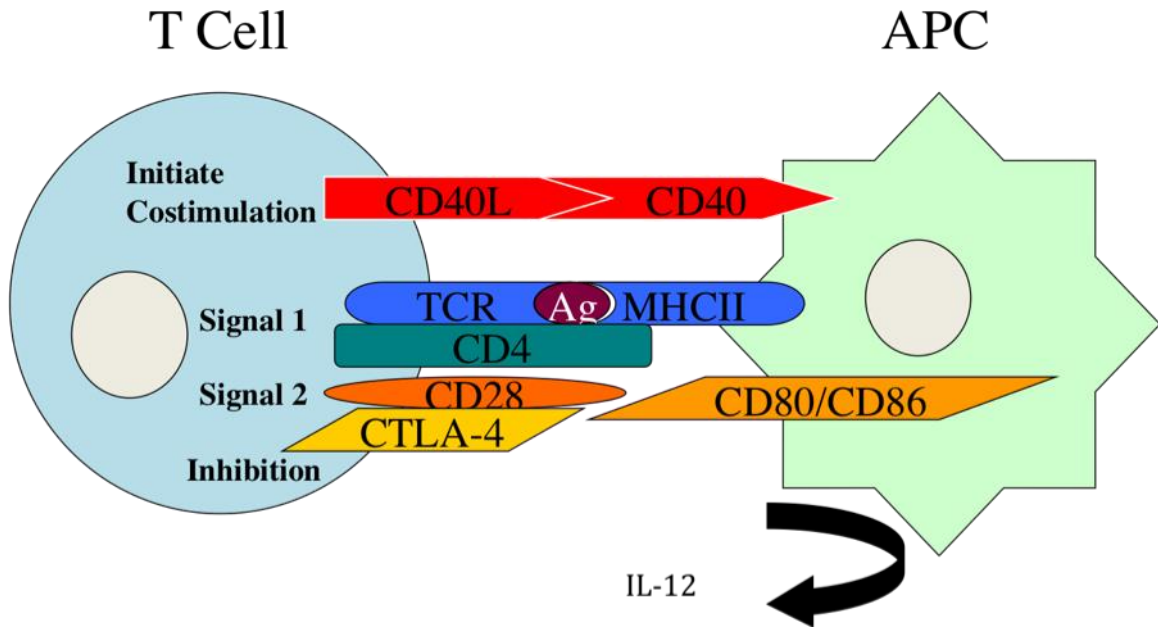 T Cell
APC
Initiate
Costimulation
CD40L
CD40
Signal 1
TCR
Ag
MHCII
CD4
Signal 2
CD28
CD80/CD86
CTLA-4
Inhibition
IL-12